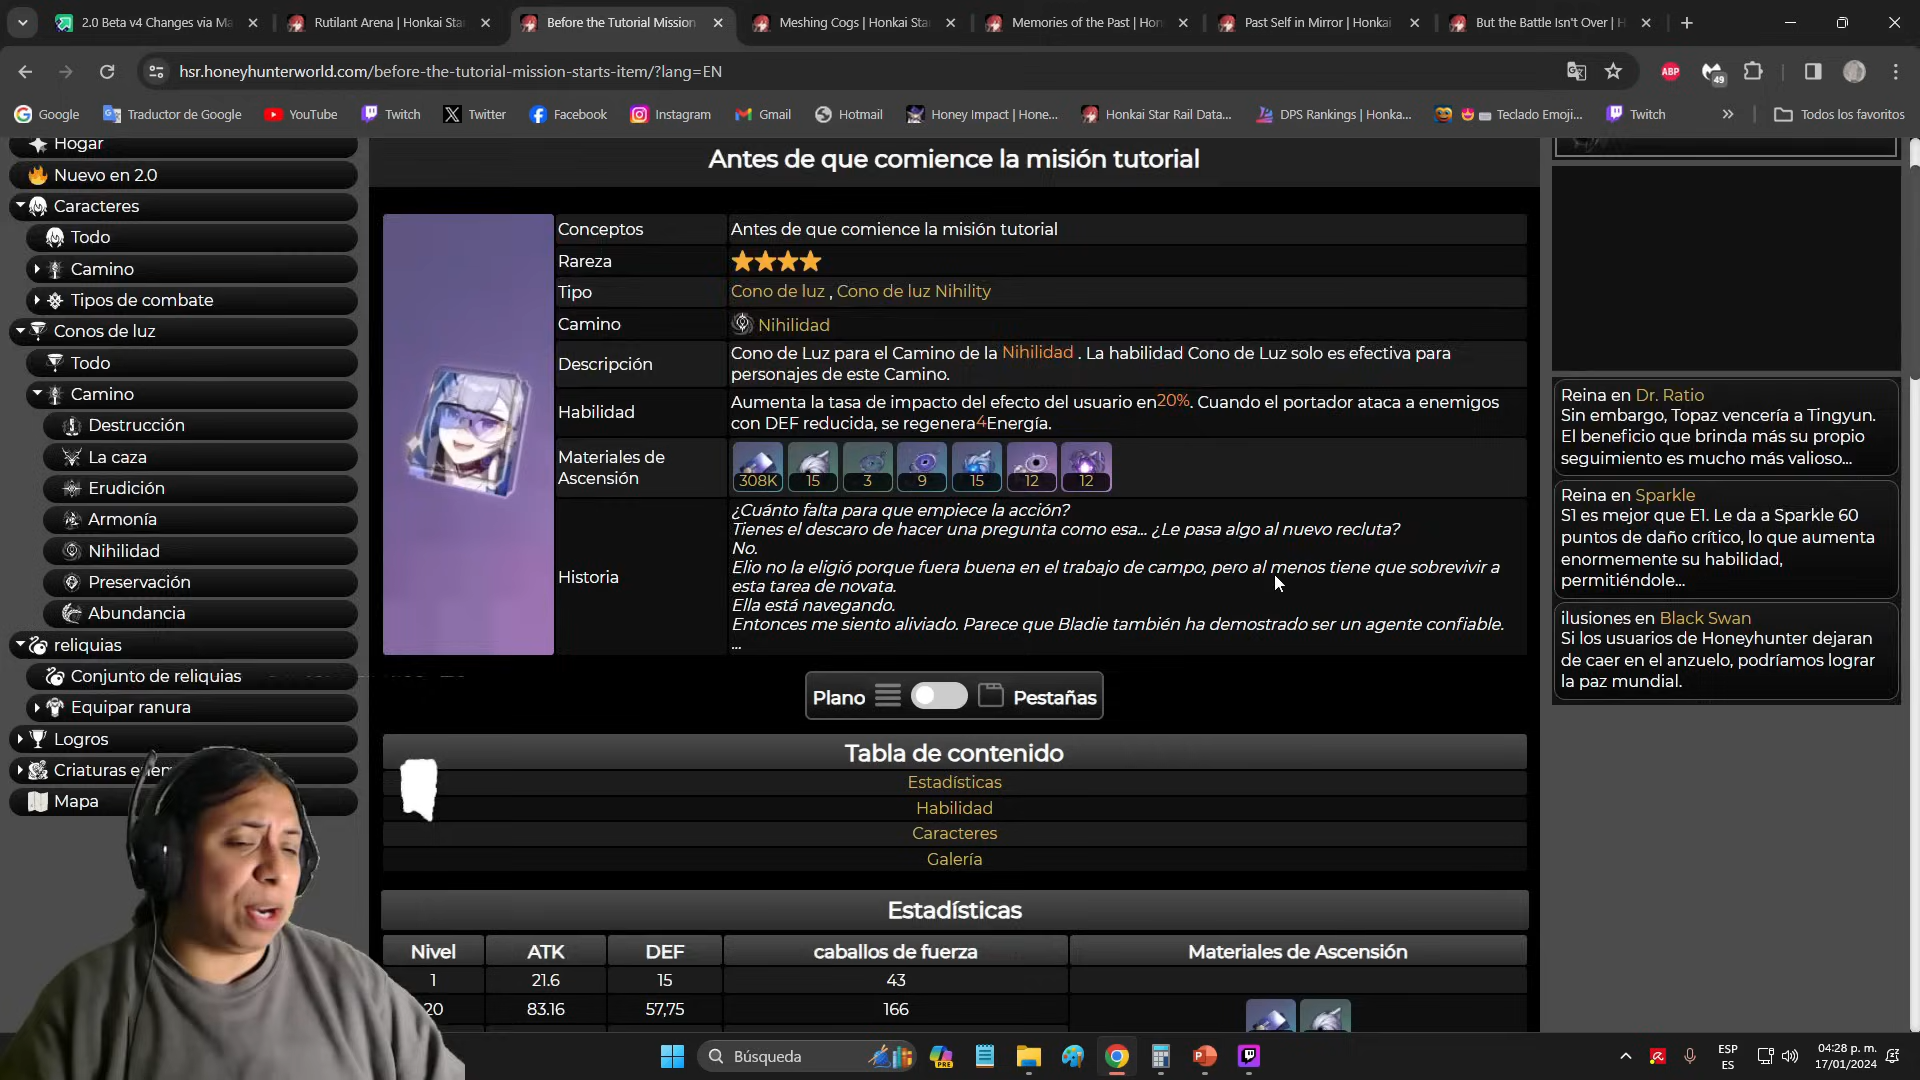 2.0 Beta v4 Changes via Ma
Rutilant Arena | Honkai Sta
Before the Tutorial Mission
Meshing Cogs | Honkai Sta
Memories of the Past | Hon
Past Self in Mirror | Honkai
But the Battle Isn't Over | H
hsr.honeyhunterworld.com/before-the-tutorial-mission-starts-item/?lang=EN
ABP
49
Google
Traductor de Google
YouTube
Twitch
Twitter
Facebook
Instagram
Gmail
Hotmail
Honey Impact | Hone...
Honkai Star Rail Data...
DPS Rankings | Honka...
Teclado Emoji...
Twitch
Todos los favoritos
Hogar
Nuevo en 2.0
Caracteres
Todo
Camino
Tipos de combate
Conos de luz
Todo
Camino
Destrucción
La caza
Erudición
Armonía
Nihilidad
Preservación
Abundancia
reliquias
Conjunto de reliquias
Equipar ranura
Logros
Criaturas enem
Mapa
Antes de que comience la misión tutorial
Conceptos
Antes de que comience la misión tutorial
Rareza
Tipo
Cono de luz , Cono de luz Nihility
Camino
Nihilidad
Descripción
Cono de Luz para el Camino de la Nihilidad . La habilidad Cono de Luz solo es efectiva para
personajes de este Camino.
Habilidad
Aumenta la tasa de impacto del efecto del usuario en20%. Cuando el portador ataca a enemigos
con DEF reducida, se regenera4Energía.
Materiales de
Ascensión
308K 15 3 9 15 12 12
Historia
¿Cuánto falta para que empiece la acción?
Tienes el descaro de hacer una pregunta como esa... ¿Le pasa algo al nuevo recluta?
No.
Elio no la eligió porque fuera buena en el trabajo de campo, pero al menos tiene que sobrevivir a
esta tarea de novata.
Ella está navegando.
Entonces me siento aliviado. Parece que Bladie también ha demostrado ser un agente confiable.
...
Plano
Pestañas
Tabla de contenido
Estadísticas
Habilidad
Caracteres
Galería
Estadísticas
Nivel ATK DEF caballos de fuerza Materiales de Ascensión
1 21.6 15 43
20 83.16 57,75 166
Reina en Dr. Ratio
Sin embargo, Topaz vencería a Tingyun.
El beneficio que brinda más su propio
seguimiento es mucho más valioso...
Reina en Sparkle
S1 es mejor que E1. Le da a Sparkle 60
puntos de daño crítico, lo que aumenta
enormemente su habilidad,
permitiéndole...
ilusiones en Black Swan
Si los usuarios de Honeyhunter dejaran
de caer en el anzuelo, podríamos lograr
la paz mundial.
Búsqueda
PRE
ESP
ES
04:28 p. m.
17/01/2024